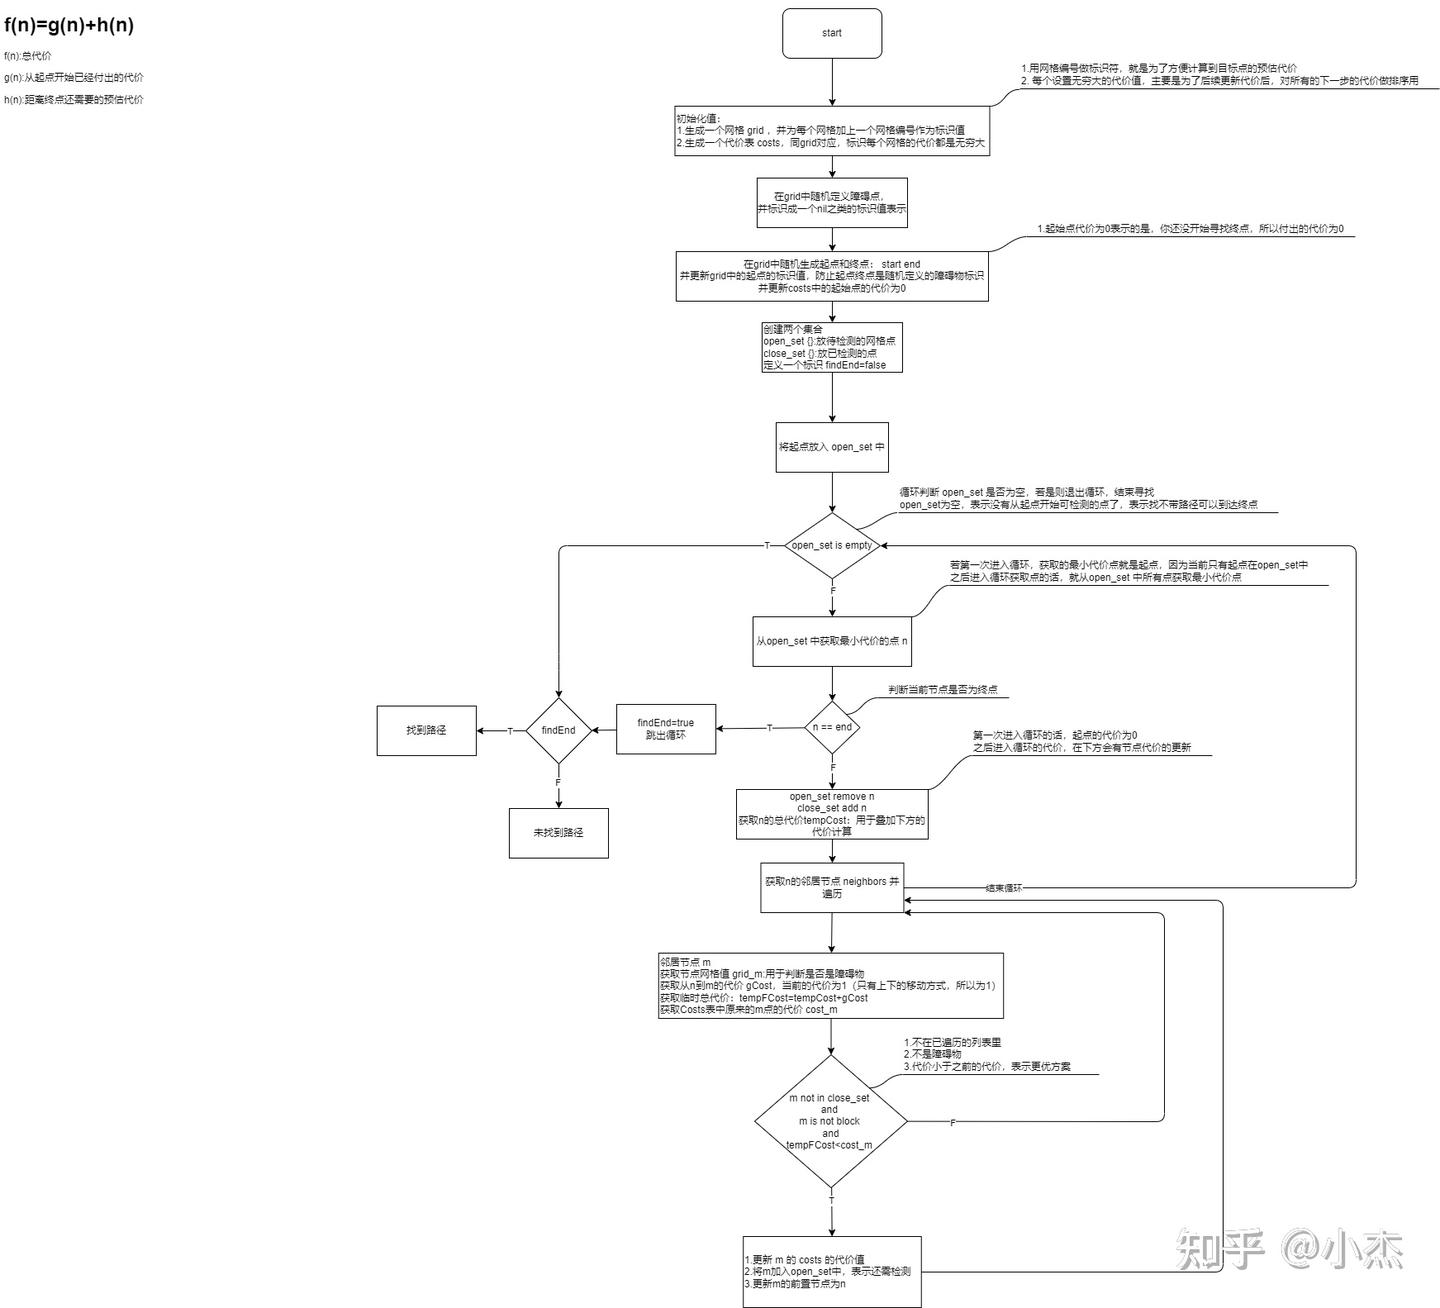 f(n)=g(n)+h(n)
f(n):总代价
g(n):从起点开始已经付出的代价
h(n):距离终点还需要的预估代价
start
1.用网格编号做标识符，就是为了方便计算到目标点的预估代价
2. 每个设置无穷大的代价值，主要是为了后续更新代价后，对所有的下一步的代价做排序用
初始化值：
1.生成一个网格 grid ，并为每个网格加上一个网格编号作为标识值
2.生成一个代价表 costs，同grid对应，标识每个网格的代价都是无穷大
在grid中随机定义障碍点，
并标识成一个nil之类的标识值表示
1.起始点代价为0表示的是，你还没开始寻找终点，所以付出的代价为0
在grid中随机生成起点和终点： start end
并更新grid中的起点的标识值，防止起点终点是随机定义的障碍物标识
并更新costs中的起始点的代价为0
创建两个集合
open_set {}:放待检测的网格点
close_set {}:放已检测的点
定义一个标识 findEnd=false
将起点放入 open_set 中
循环判断 open_set 是否为空，若是则退出循环，结束寻找
open_set为空，表示没有从起点开始可检测的点了，表示找不带路径可以到达终点
open_set is empty
T
F
若第一次进入循环，获取的最小代价点就是起点，因为当前只有起点在open_set中
之后进入循环获取点的话，就从open_set 中所有点获取最小代价点
从open_set 中获取最小代价的点 n
判断当前节点是否为终点
n == end
T
findEnd=true
跳出循环
findEnd
T
找到路径
F
未找到路径
F
第一次进入循环的话，起点的代价为0
之后进入循环的代价，在下方会有节点代价的更新
open_set remove n
close_set add n
获取n的总代价tempCost：用于叠加下方的
代价计算
获取n的邻居节点 neighbors 并
遍历
结束循环
邻居节点 m
获取节点网格值 grid_m:用于判断是否是障碍物
获取从n到m的代价 gCost，当前的代价为1（只有上下的移动方式，所以为1）
获取临时总代价：tempFCost=tempCost+gCost
获取Costs表中原来的m点的代价 cost_m
1.不在已遍历的列表里
2.不是障碍物
3.代价小于之前的代价，表示更优方案
m not in close_set
and
m is not block
and
tempFCost<cost_m
F
T
1.更新 m 的 costs 的代价值
2.将m加入open_set中，表示还需检测
3.更新m的前置节点为n
知乎 @小杰